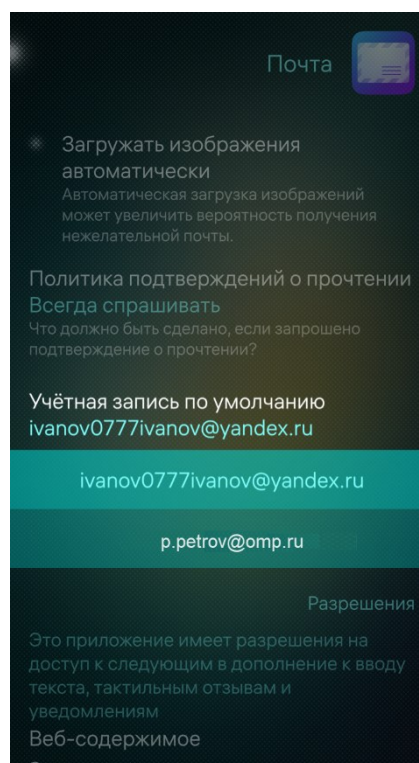 Почта
Загружать изображения
автоматически
Автоматическая загрузка изображений
может увеличить вероятность получения
нежелательной почты.
Политика подтверждений о прочтении
Всегда спрашивать
Что должно быть сделано, если запрошено
подтверждение о прочтении?
Учётная запись по умолчанию
ivanov0777ivanov@yandex.ru
ivanov0777ivanov@yandex.ru
p.petrov@omp.ru
Разрешения
Это приложение имеет разрешения на
доступ к следующим в дополнение к вводу
текста, тактильным отзывам и
уведомлениям
Веб-содержимое